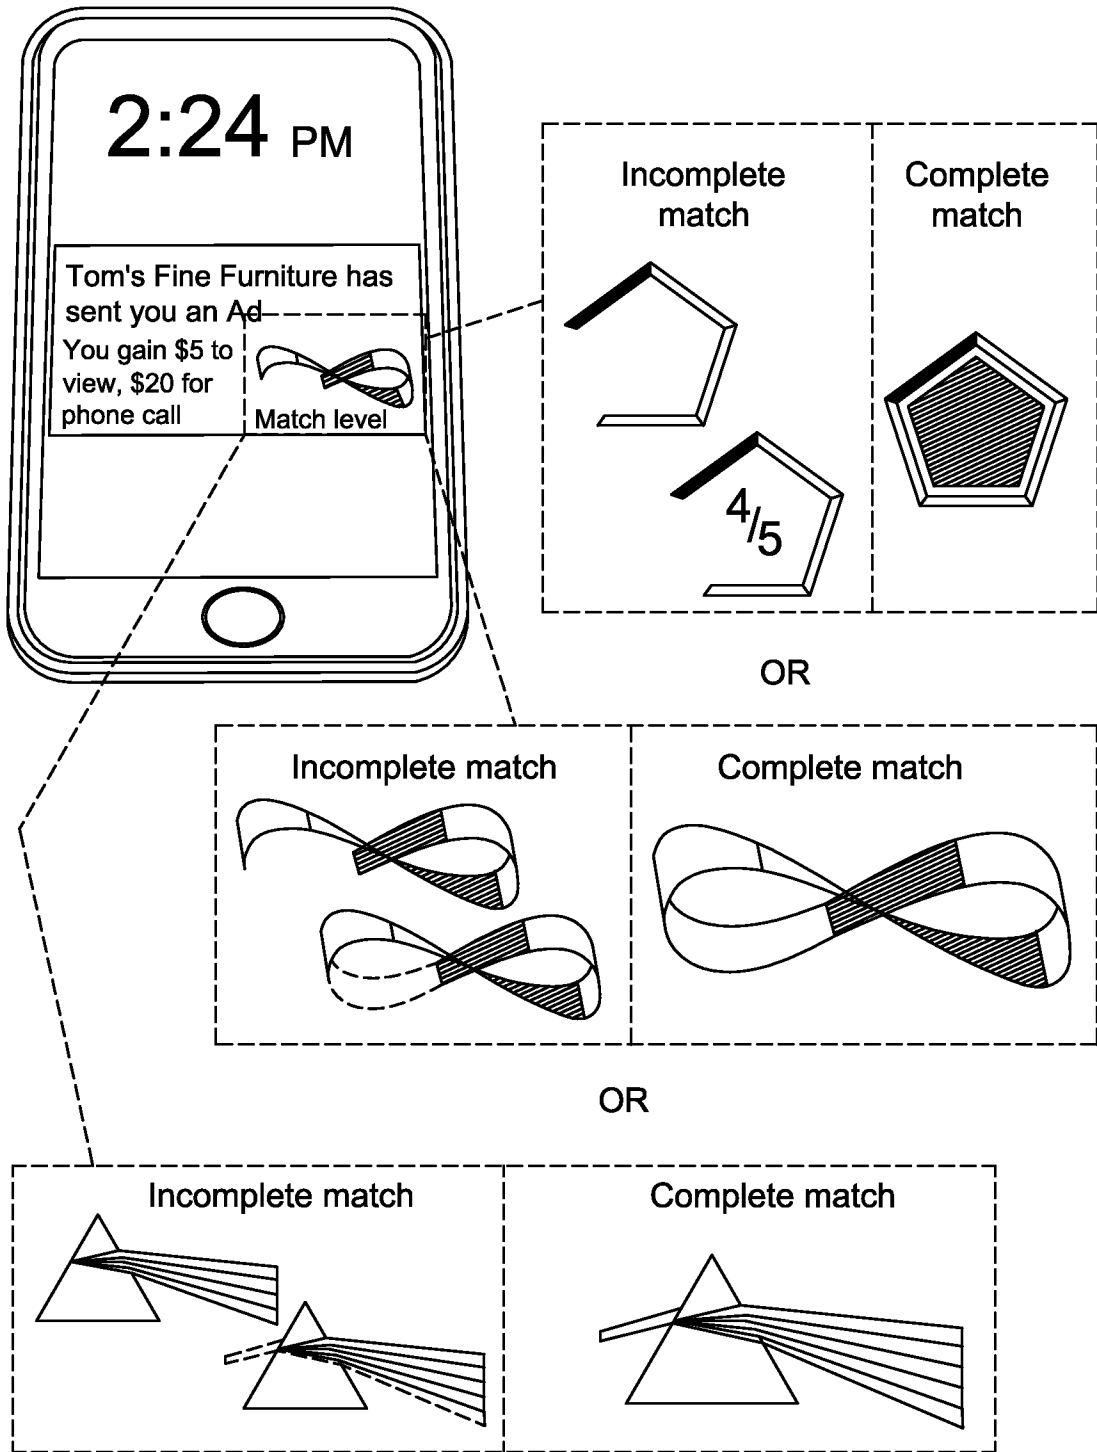 2:24 PM
Tom's Fine Furniture has
sent you an Ad
You gain $5 to
view, $20 for
phone call
Match level
Incomplete
match
Complete
match
4/5
OR
Incomplete match
Complete match
OR
Incomplete match
Complete match